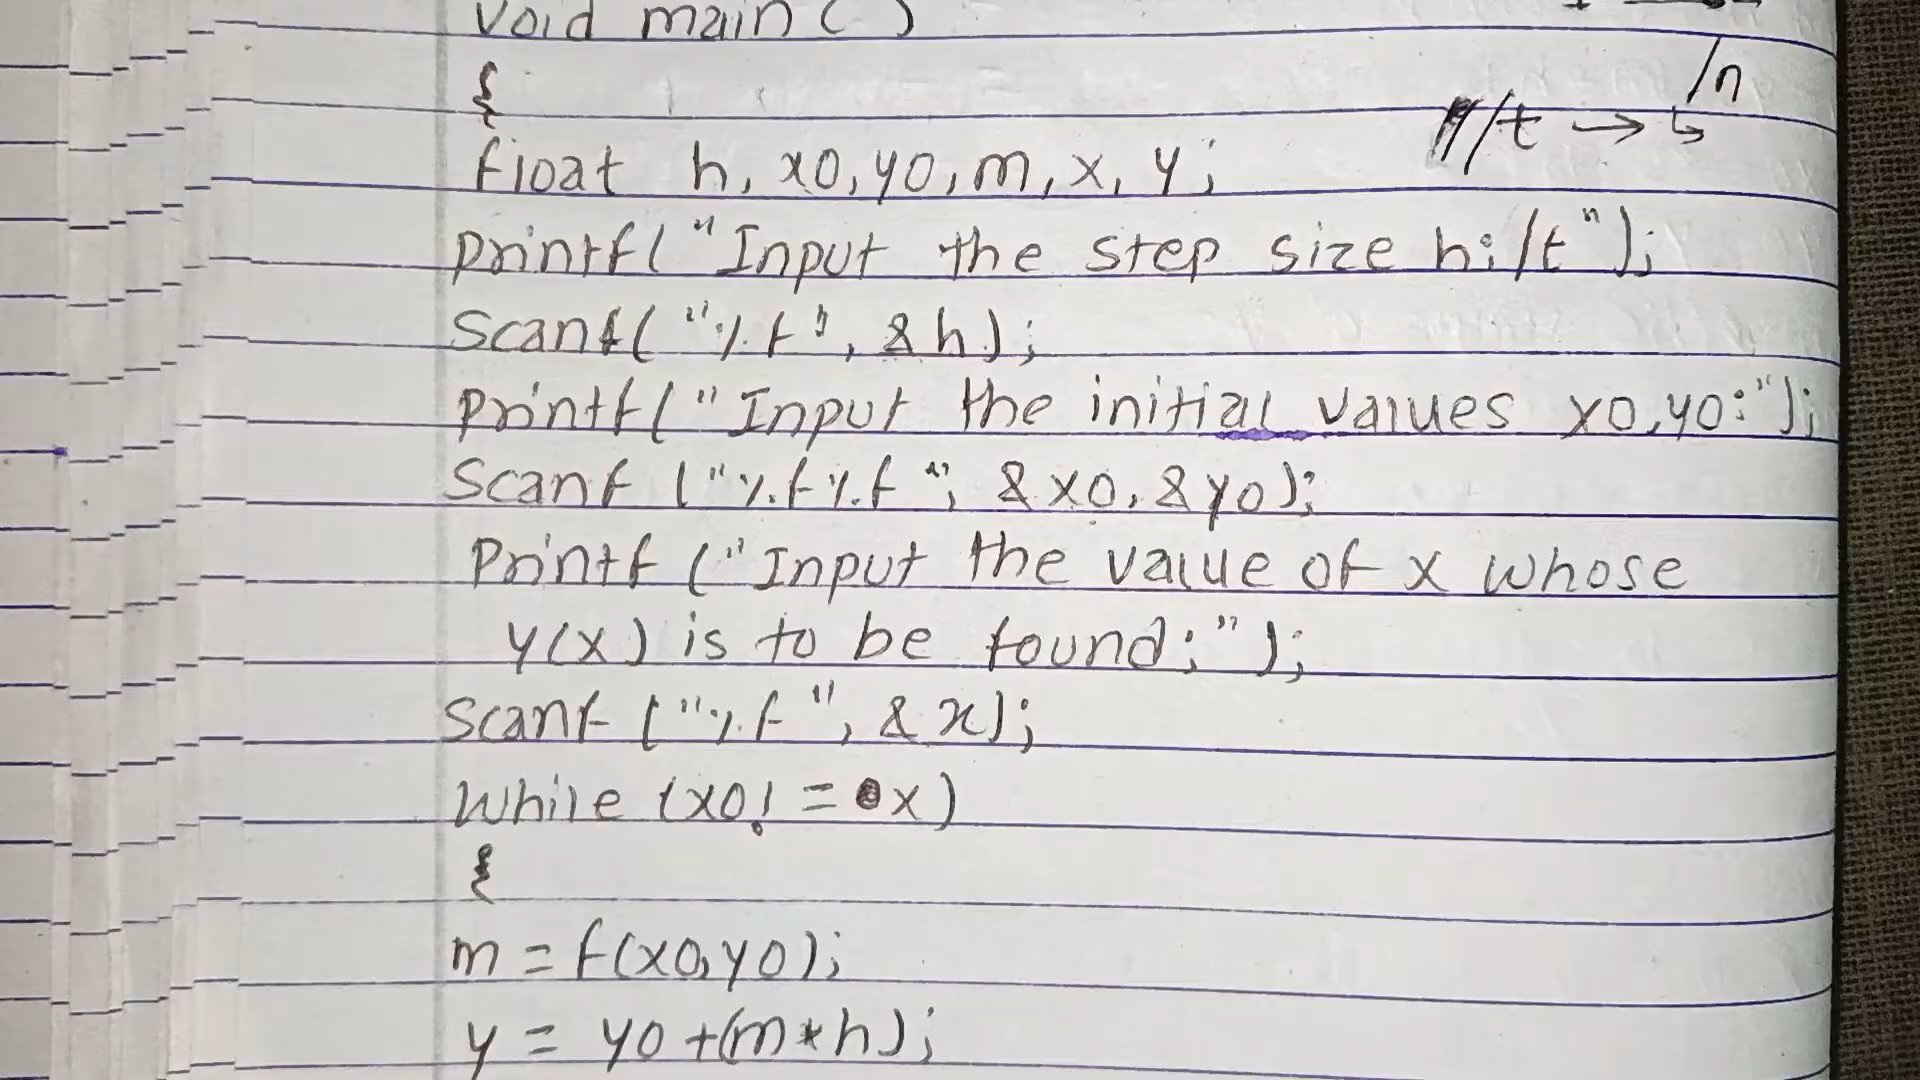 void main ( )
/n
{
//t → ↳
float h, x0, y0, m, x, y;
printf( "Input the step size h:/t");
Scanf( "%f", &h);
printf( "Input the initial values x0,y0:");
Scanf ( "%f%f", &x0, &y0);
Printf ("Input the value of x whose
y(x) is to be found:");
Scanf ("%f", &x);
While (x0! = x)
{
m = f(x0,y0);
y = y0 +(m*h);